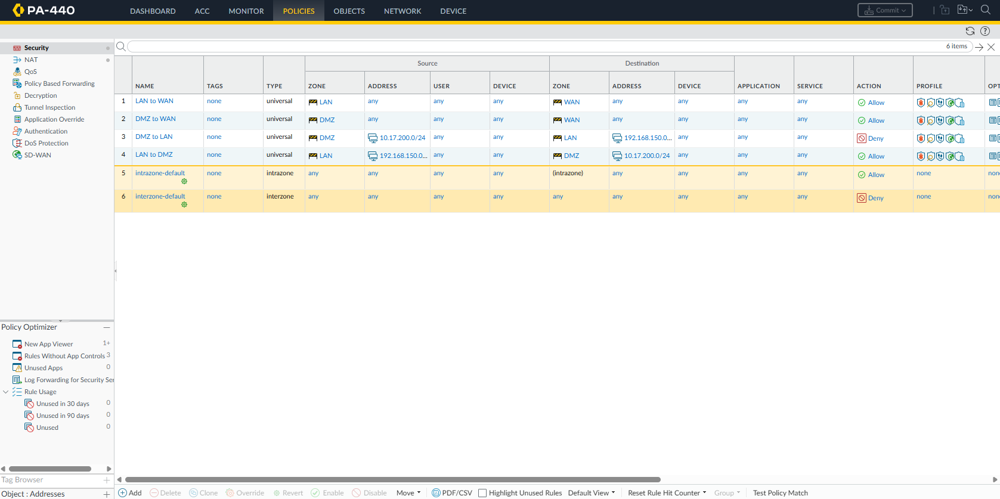 PA-440 DASHBOARD ACC MONITOR POLICIES OBJECTS NETWORK DEVICE Commit
Security
NAT
QoS
Policy Based Forwarding
Decryption
Tunnel Inspection
Application Override
Authentication
DoS Protection
SD-WAN
Policy Optimizer
New App Viewer 1+
Rules Without App Controls 3
Unused Apps 0
Log Forwarding for Security Ser
Rule Usage
Unused in 30 days 0
Unused in 90 days 0
Unused 0
Tag Browser
Object : Addresses
6 items
Source Destination
NAME TAGS TYPE ZONE ADDRESS USER DEVICE ZONE ADDRESS DEVICE APPLICATION SERVICE ACTION PROFILE OPT
1 LAN to WAN none universal LAN any any any WAN any any any any Allow
2 DMZ to WAN none universal DMZ any any any WAN any any any any Allow
3 DMZ to LAN none universal DMZ 10.17.200.0/24 any any LAN 192.168.150.0... any any any Deny
4 LAN to DMZ none universal LAN 192.168.150.0... any any DMZ 10.17.200.0/24 any any any Allow
5 intrazone-default none intrazone any any any any (intrazone) any any any any Allow none non
6 interzone-default none interzone any any any any any any any any any Deny none non
Add Delete Clone Override Revert Enable Disable Move PDF/CSV Highlight Unused Rules Default View Reset Rule Hit Counter Group Test Policy Match